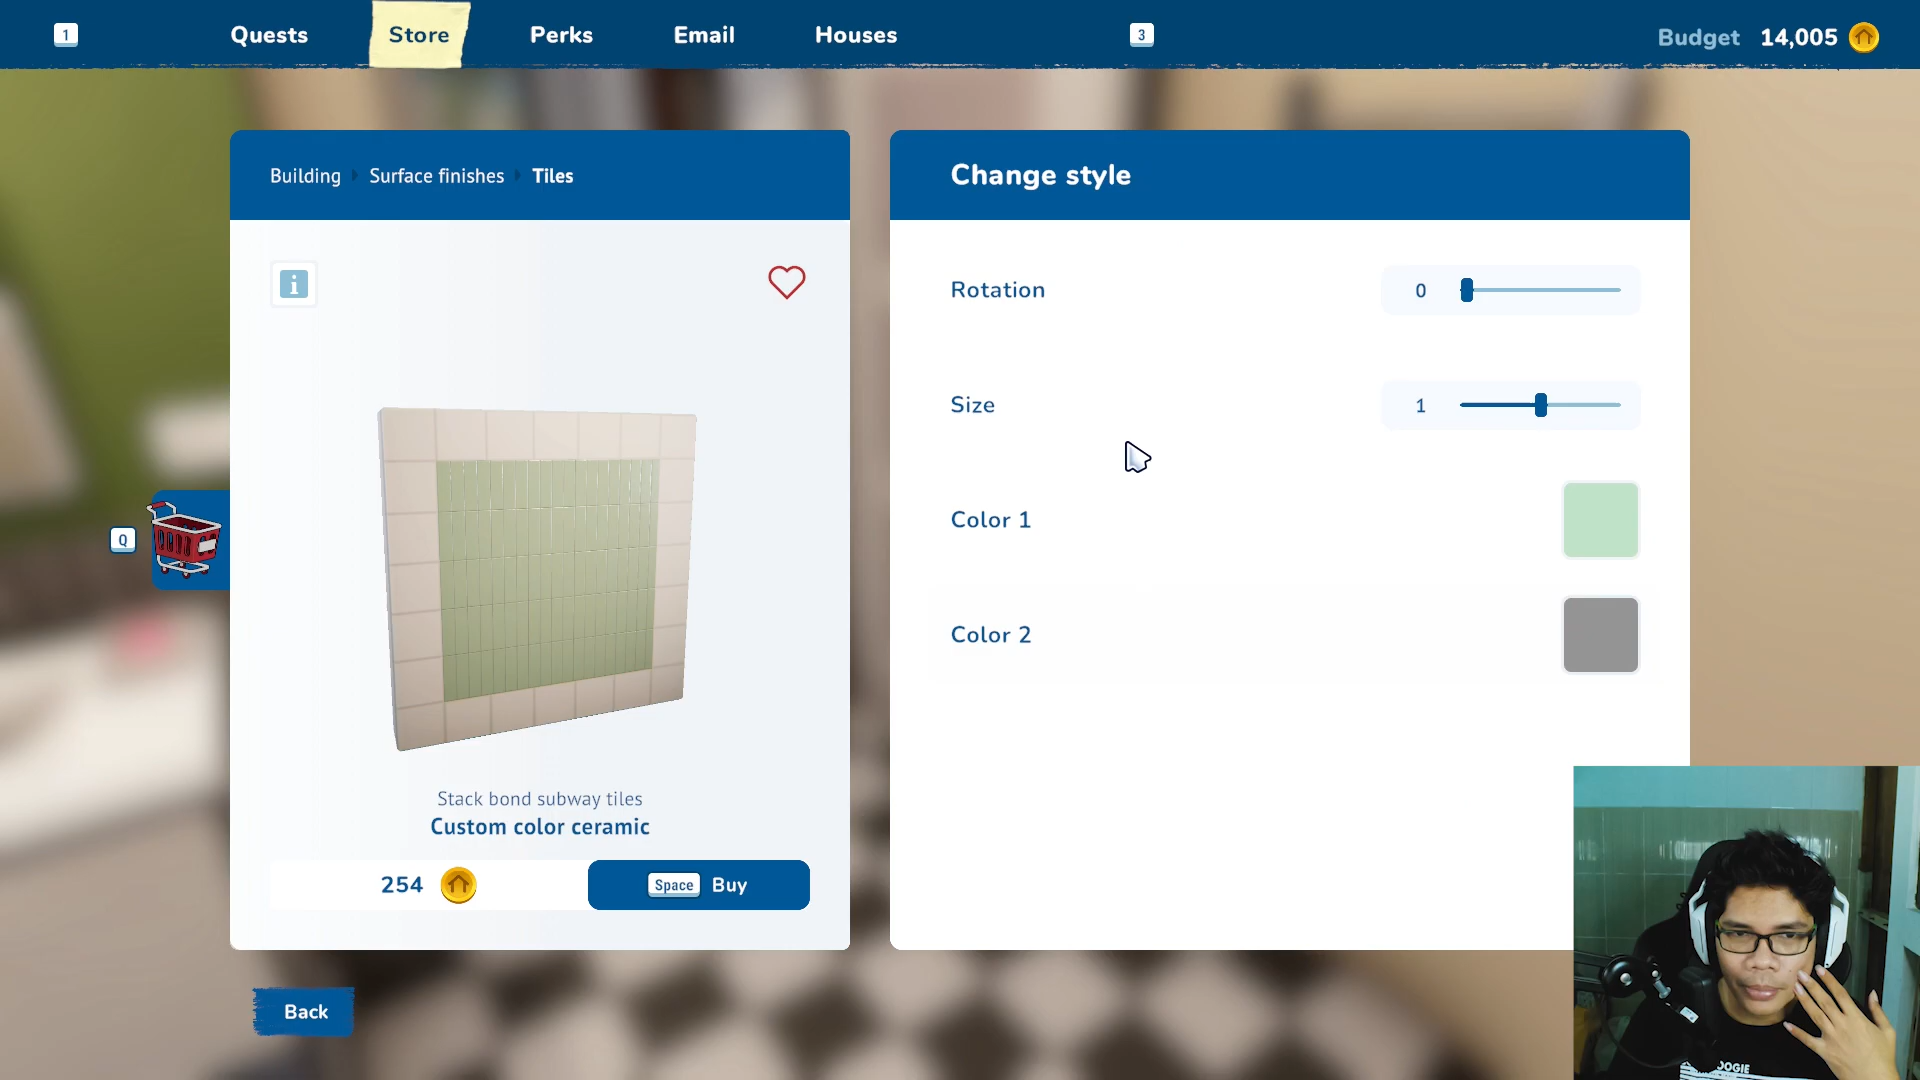 1
Quests
Store
Perks
Email
Houses
3
Budget 14,005
Building
Surface finishes
Tiles
i
Q
Stack bond subway tiles
Custom color ceramic
254
Space
Buy
Back
Change style
Rotation
0
Size
1
Color 1
Color 2
OGIE